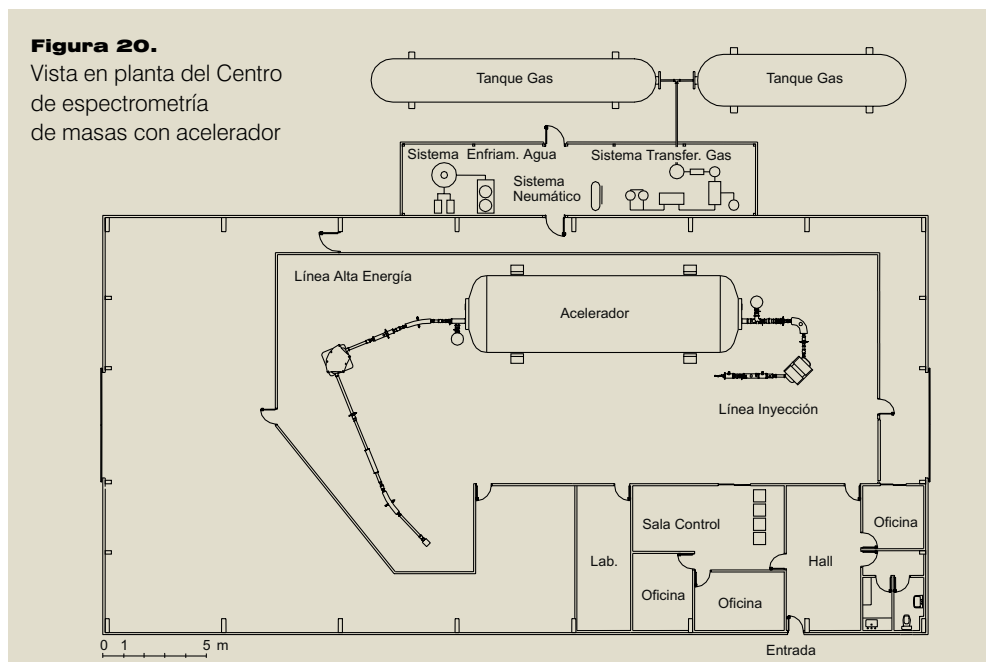 Figura 20.
Vista en planta del Centro
de espectrometría
de masas con acelerador
Tanque Gas
Tanque Gas
Sistema Enfriam. Agua
Sistema Transfer. Gas
Sistema
Neumático
Línea Alta Energía
Acelerador
Línea Inyección
Sala Control
Oficina
Lab.
Hall
Oficina
Oficina
Entrada
0 1 5 m